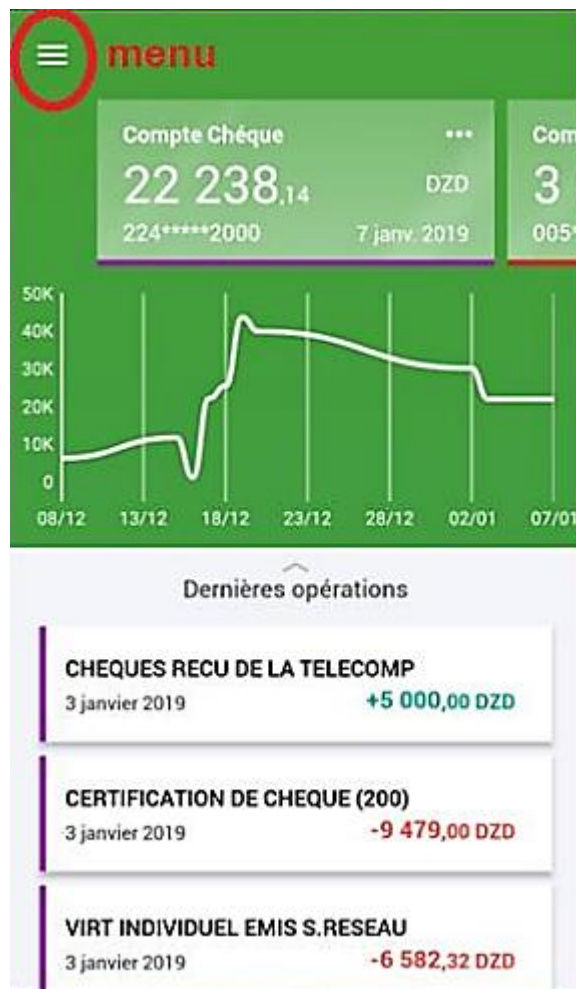 menu
Compte Chéque ...
22 238,14 DZD
224*****2000 7 janv. 2019
Com
3
005*
50K
40K
30K
20K
10K
0
08/12 13/12 18/12 23/12 28/12 02/01 07/01
Dernières opérations
CHEQUES RECU DE LA TELECOMP
3 janvier 2019 +5 000,00 DZD
CERTIFICATION DE CHEQUE (200)
3 janvier 2019 -9 479,00 DZD
VIRT INDIVIDUEL EMIS S.RESEAU
3 janvier 2019 -6 582,32 DZD